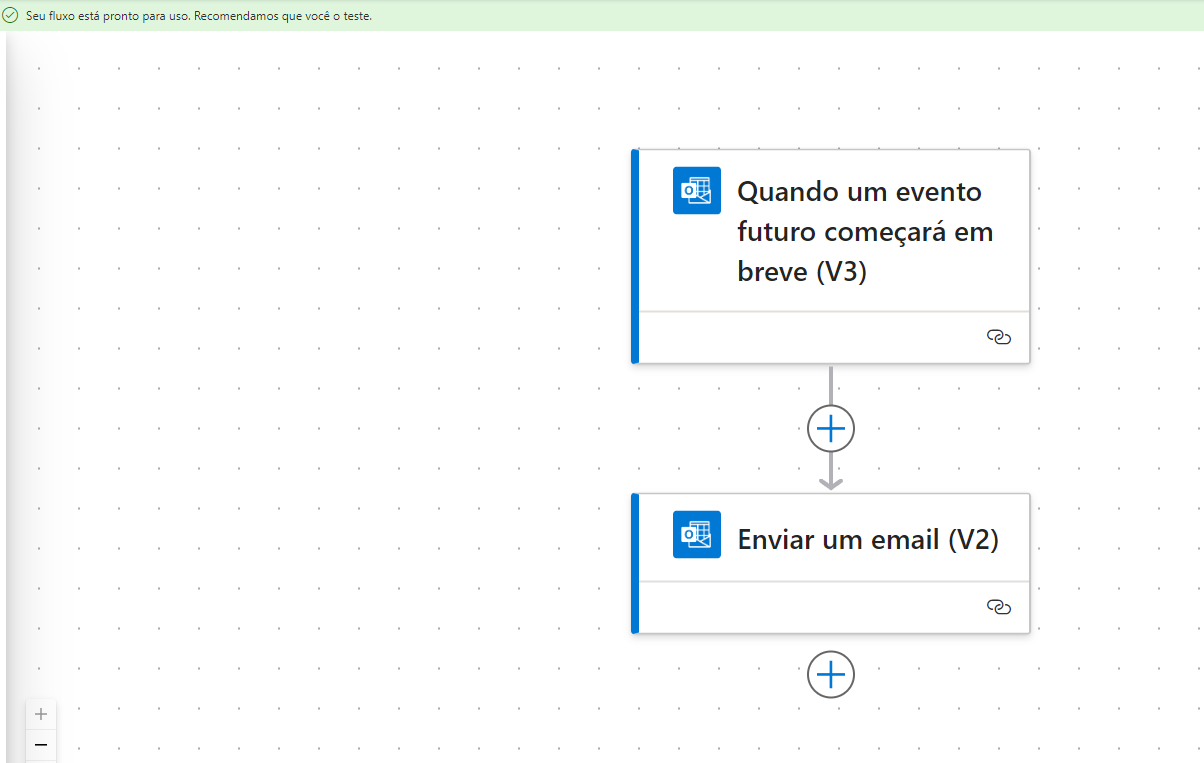 Seu fluxo está pronto para uso. Recomendamos que você o teste.
Quando um evento
futuro começará em
breve (V3)
Enviar um email (V2)